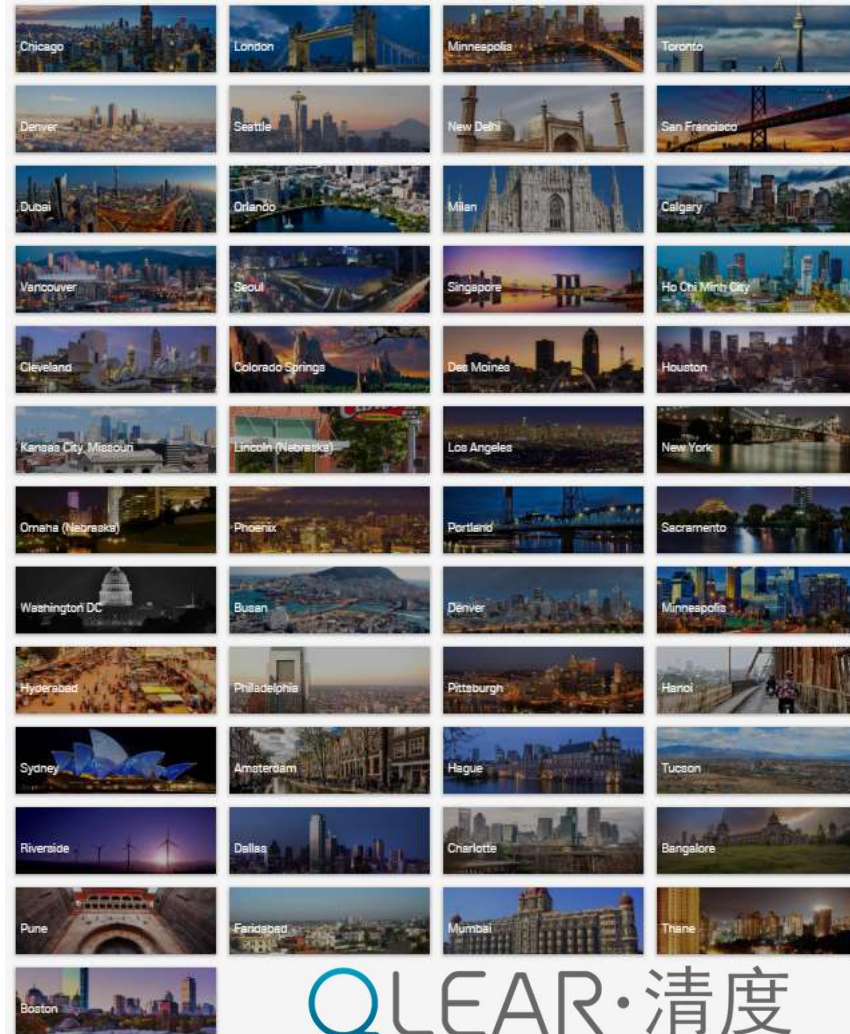 Chicago
London
Minneapolis
Toronto
Denver
Seattle
New Delhi
San Francisco
Dubai
Orlando
Milan
Calgary
Vancouver
Seoul
Singapore
Ho Chi Minh City
Cleveland
Colorado Springs
Des Moines
Houston
Kansas City, Missouri
Lincoln (Nebraska)
Los Angeles
New York
Omaha (Nebraska)
Phoenix
Portland
Sacramento
Washington DC
Busan
Denver
Minneapolis
Hyderabad
Philadelphia
Pittsburgh
Hanoi
Sydney
Amsterdam
Hague
Tucson
Riverside
Dallas
Charlotte
Bangalore
Pune
Faridabad
Mumbai
Thane
Boston
QLEAR·清度